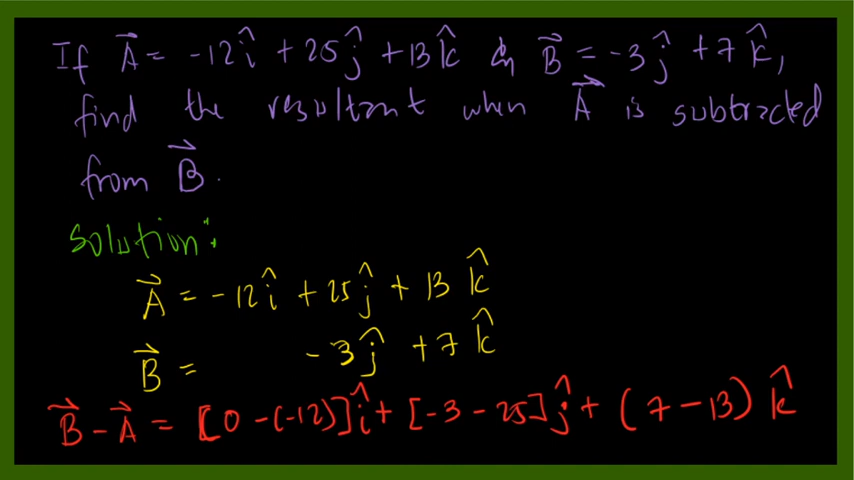 If A⃗ = -12î + 25ĵ + 13k̂ & B⃗ = -3ĵ + 7k̂,
find the resultant when A⃗ is subtracted
from B⃗.
Solution:
A⃗ = -12î + 25ĵ + 13k̂
B⃗ = -3ĵ + 7k̂
B⃗ - A⃗ = [0 - (-12)]î + [-3 - 25]ĵ + (7 - 13)k̂